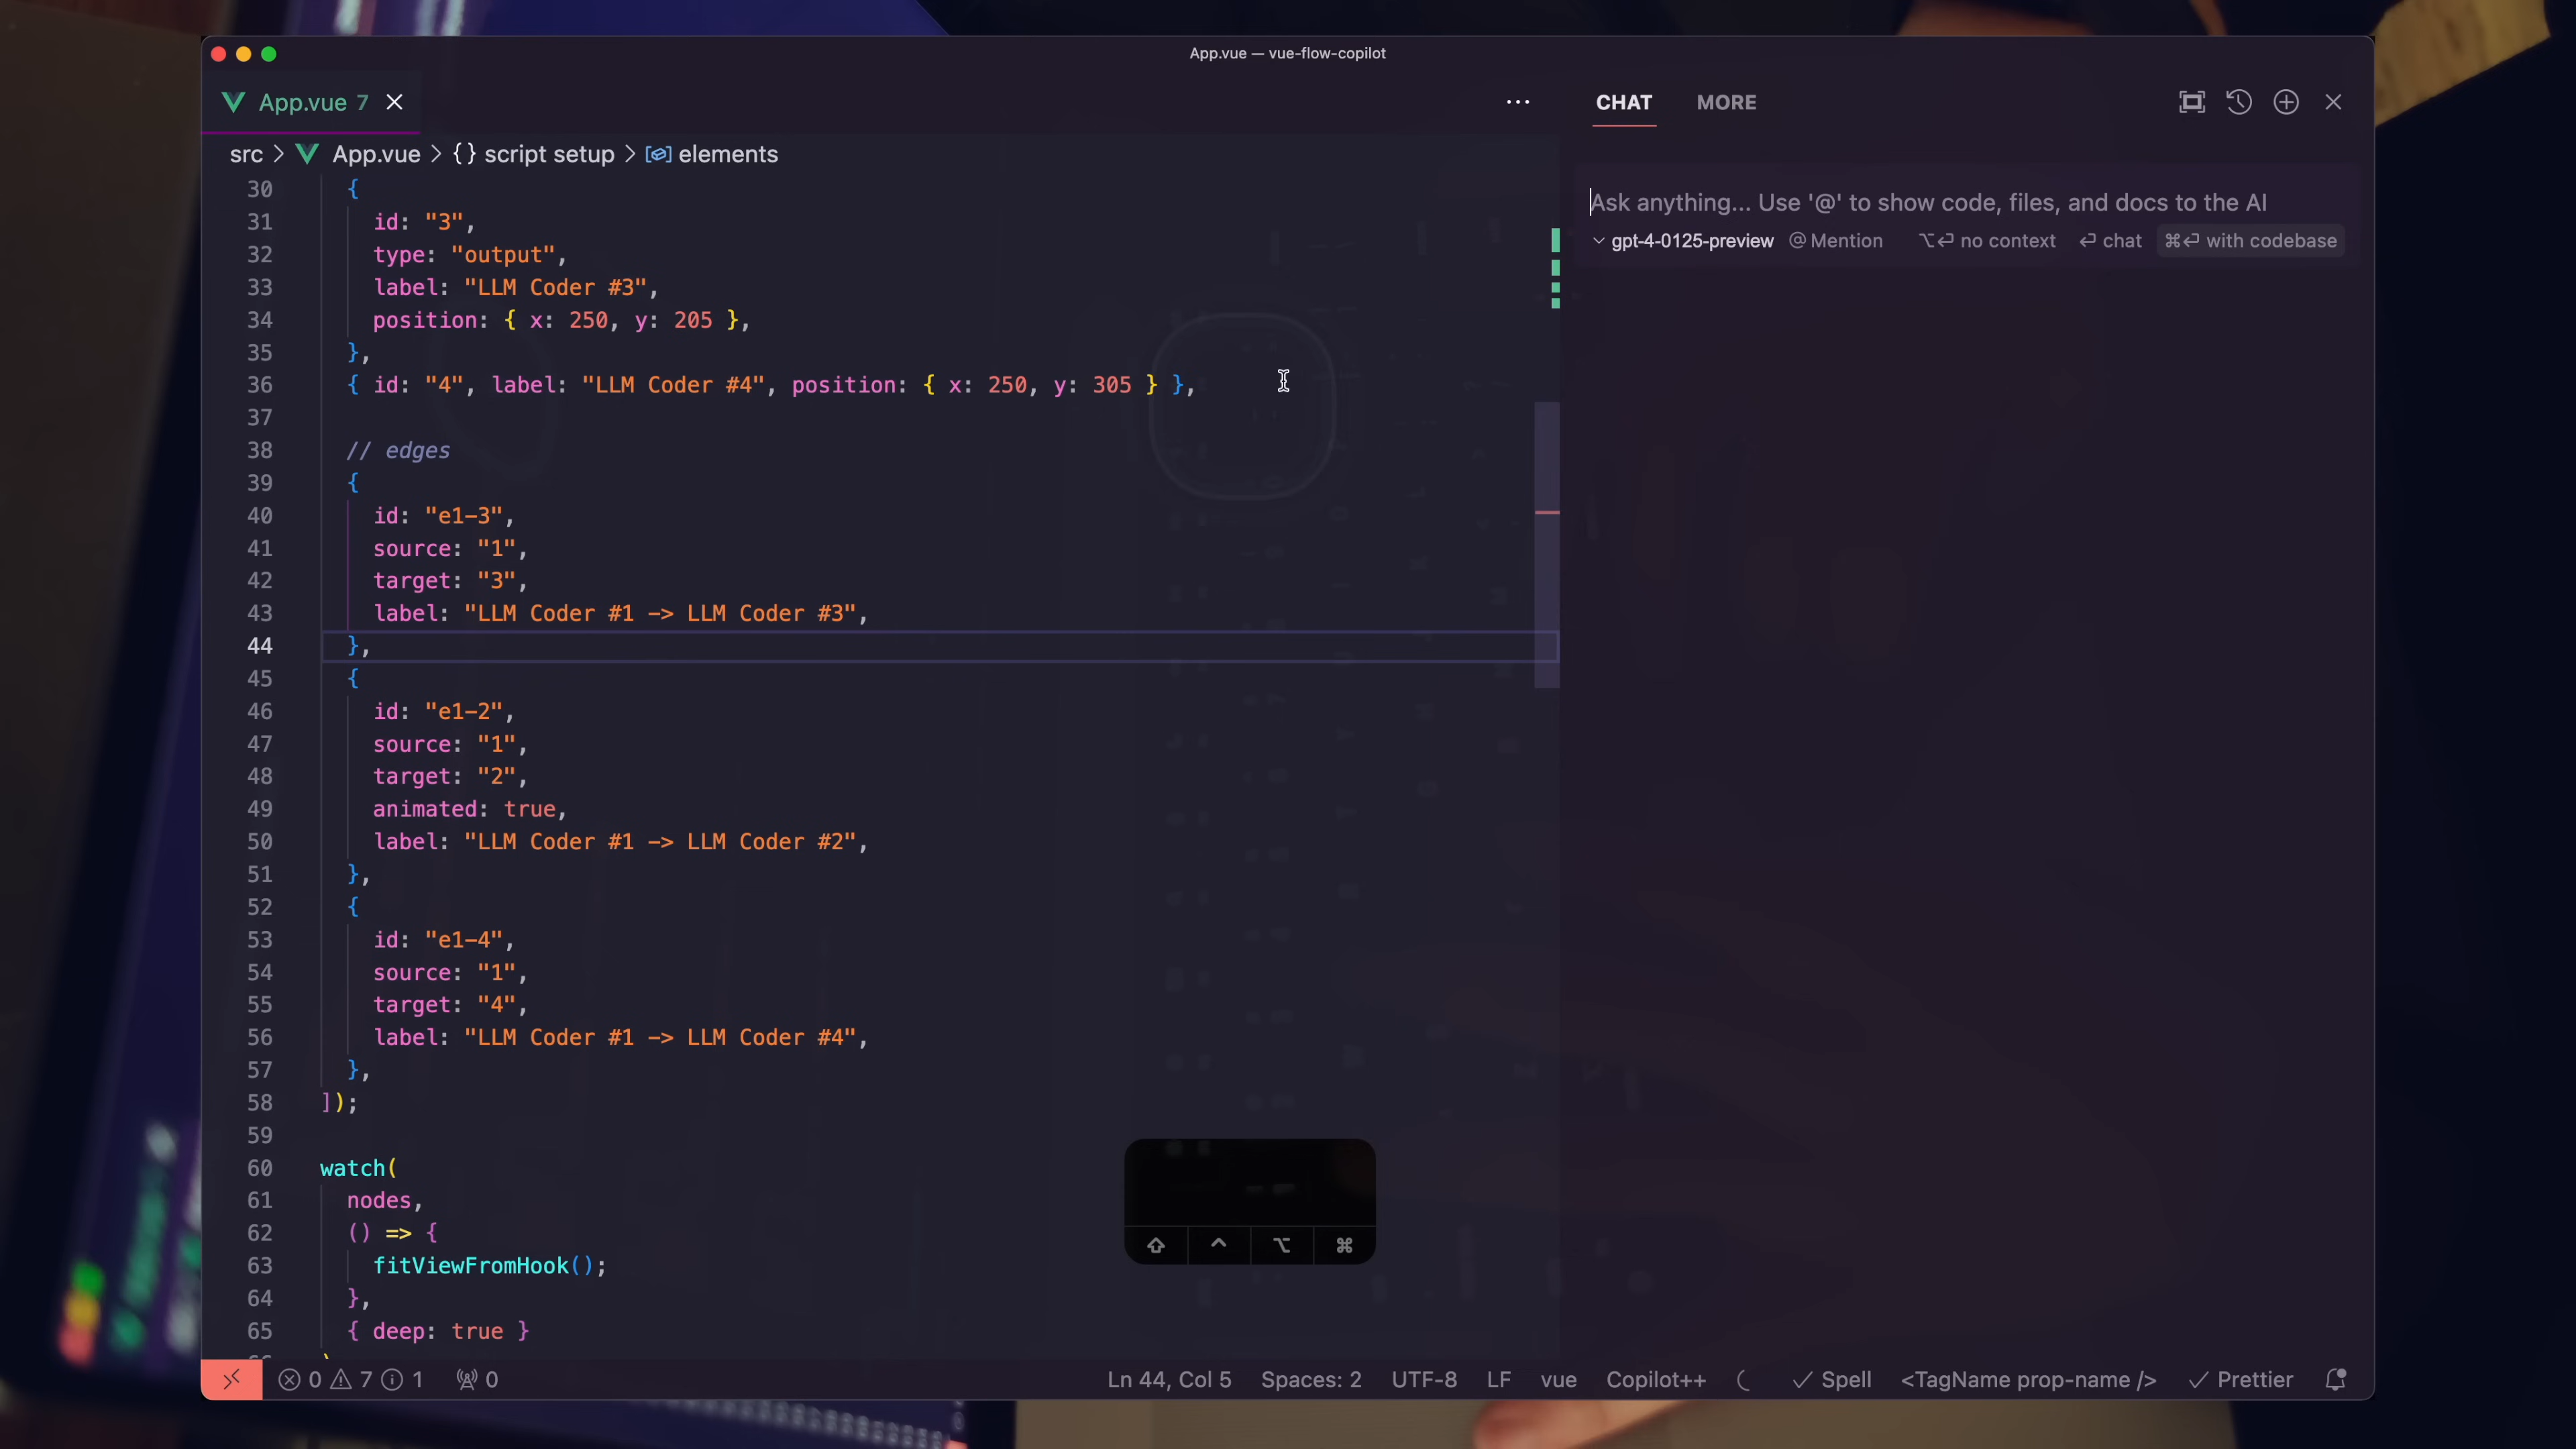 App.vue — vue-flow-copilot
App.vue 7
CHAT MORE
src > App.vue > {} script setup > elements
Ask anything... Use '@' to show code, files, and docs to the AI
gpt-4-0125-preview @ Mention ⌥⏎ no context ⏎ chat ⌘⏎ with codebase
30 {
31 id: "3",
32 type: "output",
33 label: "LLM Coder #3",
34 position: { x: 250, y: 205 },
35 },
36 { id: "4", label: "LLM Coder #4", position: { x: 250, y: 305 } },
37
38 // edges
39 {
40 id: "e1-3",
41 source: "1",
42 target: "3",
43 label: "LLM Coder #1 -> LLM Coder #3",
44 },
45 {
46 id: "e1-2",
47 source: "1",
48 target: "2",
49 animated: true,
50 label: "LLM Coder #1 -> LLM Coder #2",
51 },
52 {
53 id: "e1-4",
54 source: "1",
55 target: "4",
56 label: "LLM Coder #1 -> LLM Coder #4",
57 },
58 ]);
59
60 watch(
61 nodes,
62 () => {
63 fitViewFromHook();
64 },
65 { deep: true }
⇧ ^ ⌥ ⌘
0 7 1 0 Ln 44, Col 5 Spaces: 2 UTF-8 LF vue Copilot++ Spell <TagName prop-name /> Prettier